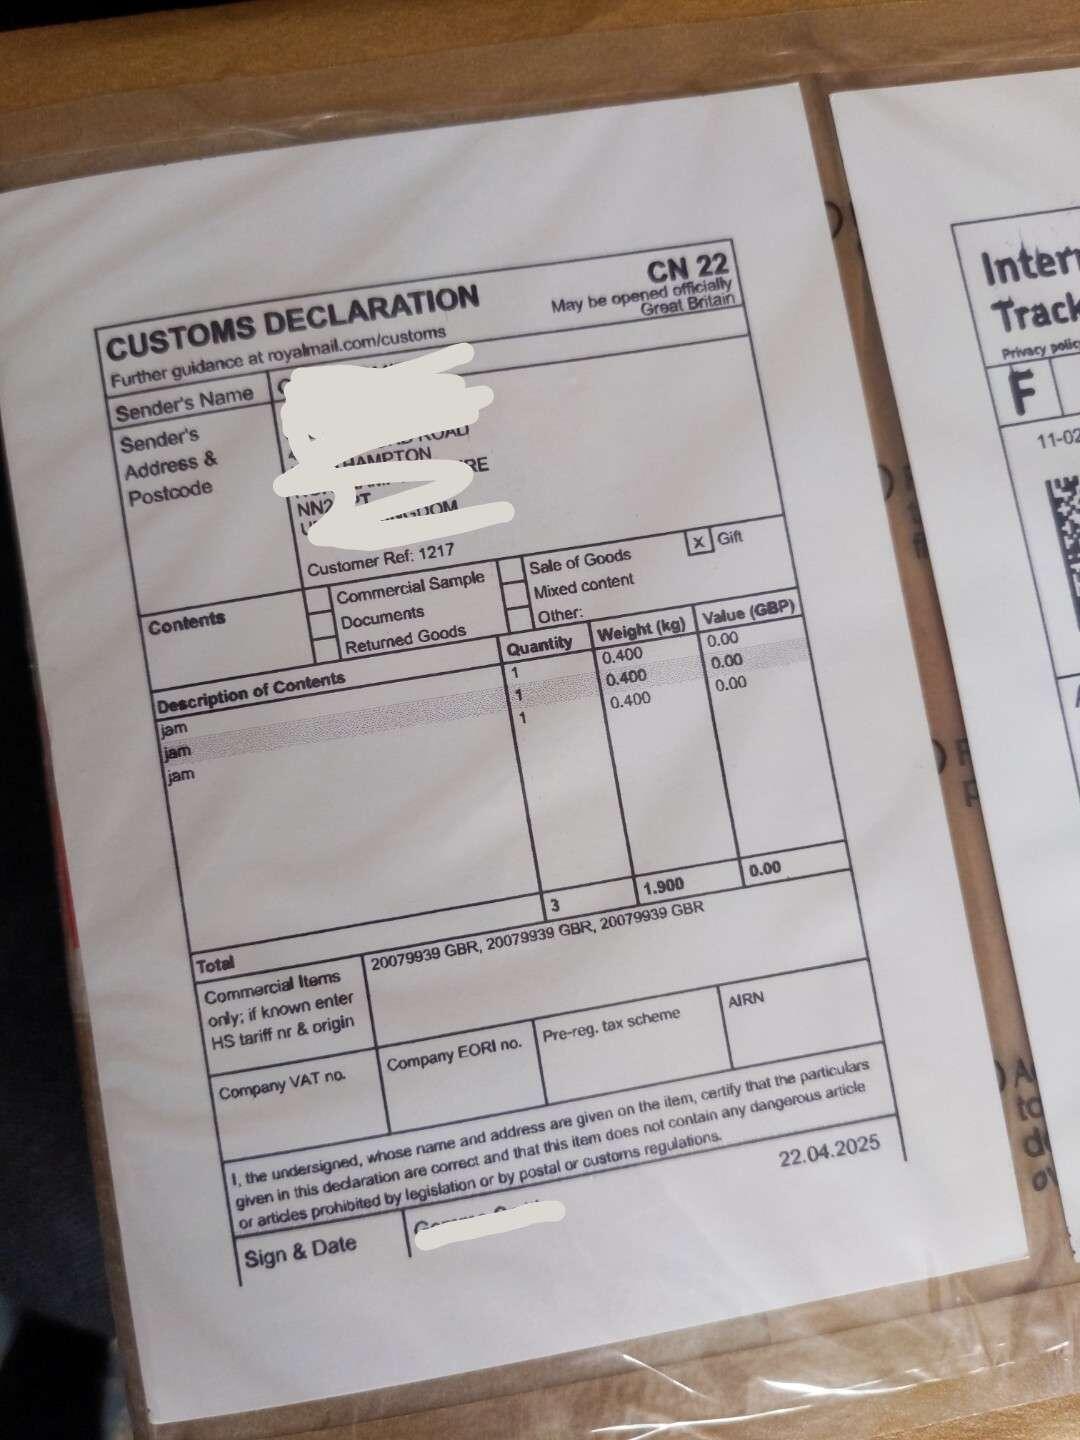 CUSTOMS DECLARATION
CN 22
Further guidance at royalmail.com/customs
May be opened officially
Great Britain
Sender's Name
Sender's
Address &
Postcode
ROAD
HAMPTON
RE
NN2 PT
Customer Ref: 1217
Contents
Commercial Sample
Documents
Returned Goods
Sale of Goods
Mixed content
Other:
X Gift
Description of Contents Quantity Weight (kg) Value (GBP)
jam 1 0.400 0.00
jam 1 0.400 0.00
jam 1 0.400 0.00
Total 3 1.900 0.00
Commercial Items
only; if known enter
HS tariff nr & origin
20079939 GBR, 20079939 GBR, 20079939 GBR
Company VAT no.
Company EORI no.
Pre-reg. tax scheme
AIRN
I, the undersigned, whose name and address are given on the item, certify that the particulars
given in this declaration are correct and that this item does not contain any dangerous article
or articles prohibited by legislation or by postal or customs regulations.
22.04.2025
Sign & Date
Intern
Track
Privacy polic
F
11-02